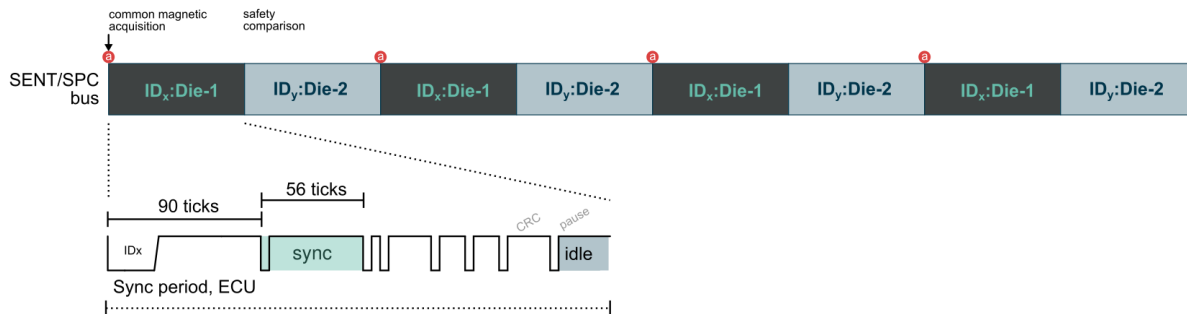 common magnetic
acquisition
safety
comparison
a
a
a
a
SENT/SPC
bus
IDx:Die-1
IDy:Die-2
IDx:Die-1
IDy:Die-2
IDx:Die-1
IDy:Die-2
IDx:Die-1
IDy:Die-2
56 ticks
90 ticks
CRC
pause
IDx
sync
idle
Sync period, ECU